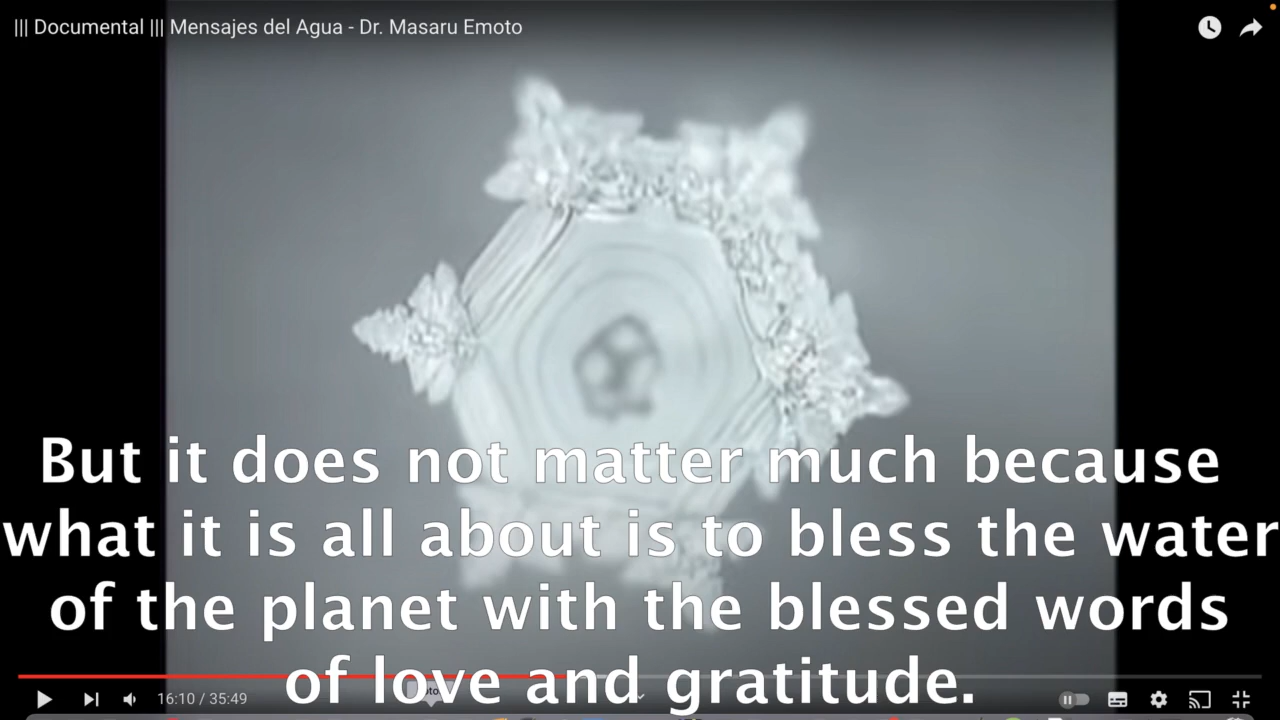 ||| Documental ||| Mensajes del Agua - Dr. Masaru Emoto
But it does not matter much because
what it is all about is to bless the water
of the planet with the blessed words
of love and gratitude.
16:10 / 35:49